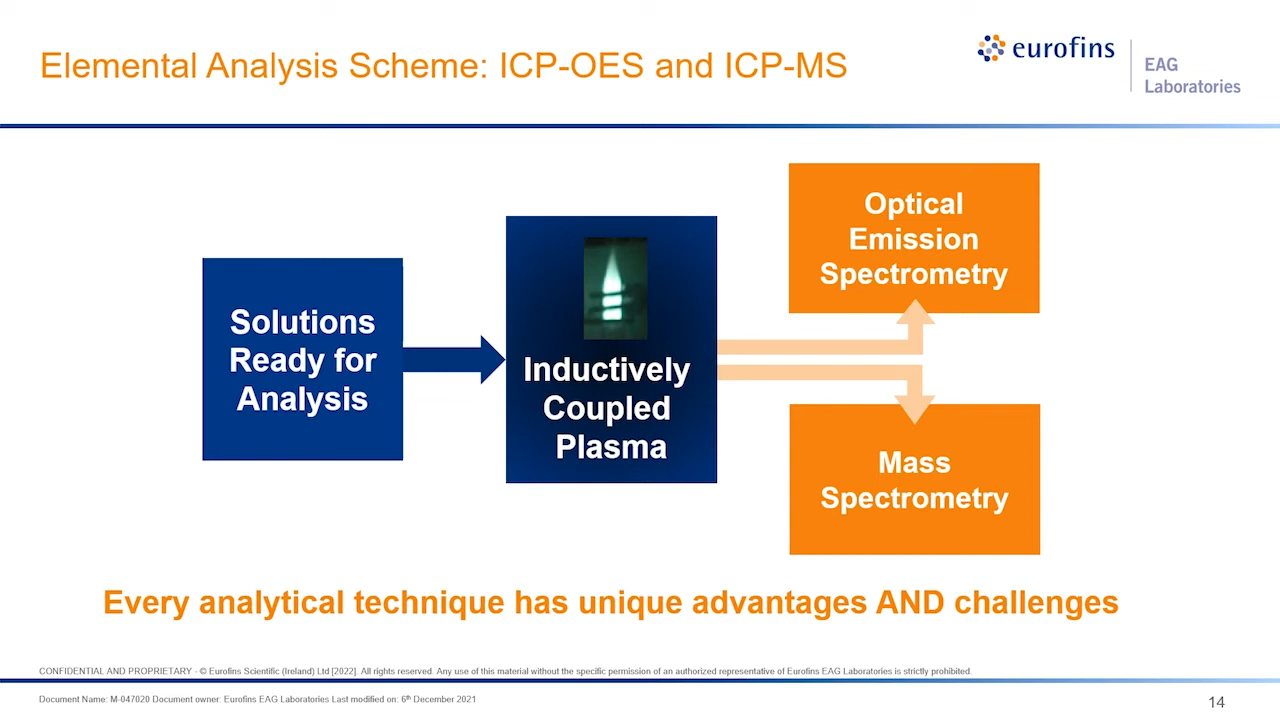 Elemental Analysis Scheme: ICP-OES and ICP-MS
eurofins
EAG
Laboratories
Solutions
Ready for
Analysis
Inductively
Coupled
Plasma
Optical
Emission
Spectrometry
Mass
Spectrometry
Every analytical technique has unique advantages AND challenges
CONFIDENTIAL AND PROPRIETARY - © Eurofins Scientific (Ireland) Ltd [2022]. All rights reserved. Any use of this material without the specific permission of an authorized representative of Eurofins EAG Laboratories is strictly prohibited.
Document Name: M-047020 Document owner: Eurofins EAG Laboratories Last modified on: 6th December 2021
14